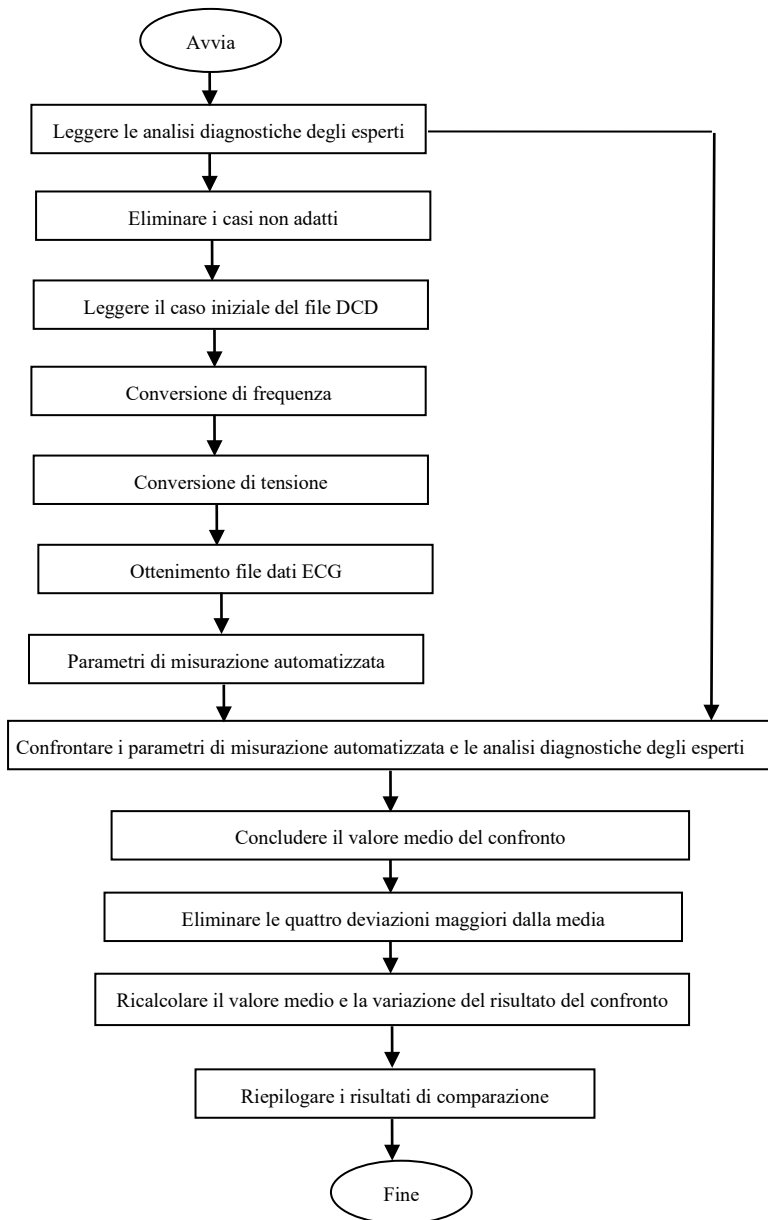 Avvia
Leggere le analisi diagnostiche degli esperti
Eliminare i casi non adatti
Leggere il caso iniziale del file DCD
Conversione di frequenza
Conversione di tensione
Ottenimento file dati ECG
Parametri di misurazione automatizzata
Confrontare i parametri di misurazione automatizzata e le analisi diagnostiche degli esperti
Concludere il valore medio del confronto
Eliminare le quattro deviazioni maggiori dalla media
Ricalcolare il valore medio e la variazione del risultato del confronto
Riepilogare i risultati di comparazione
Fine